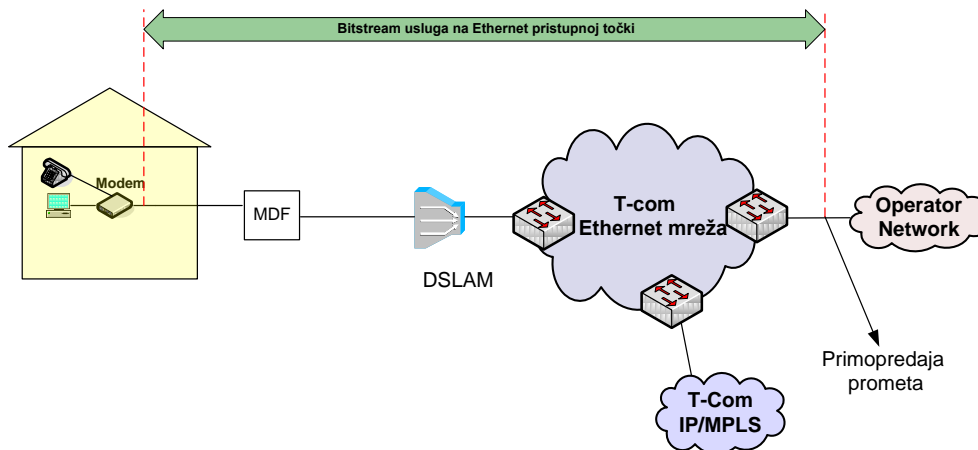 Bitstream usluga na Ethernet pristupnoj točki
Modem
MDF
DSLAM
T-com
Ethernet mreža
Operator
Network
Primopredaja
prometa
T-Com
IP/MPLS